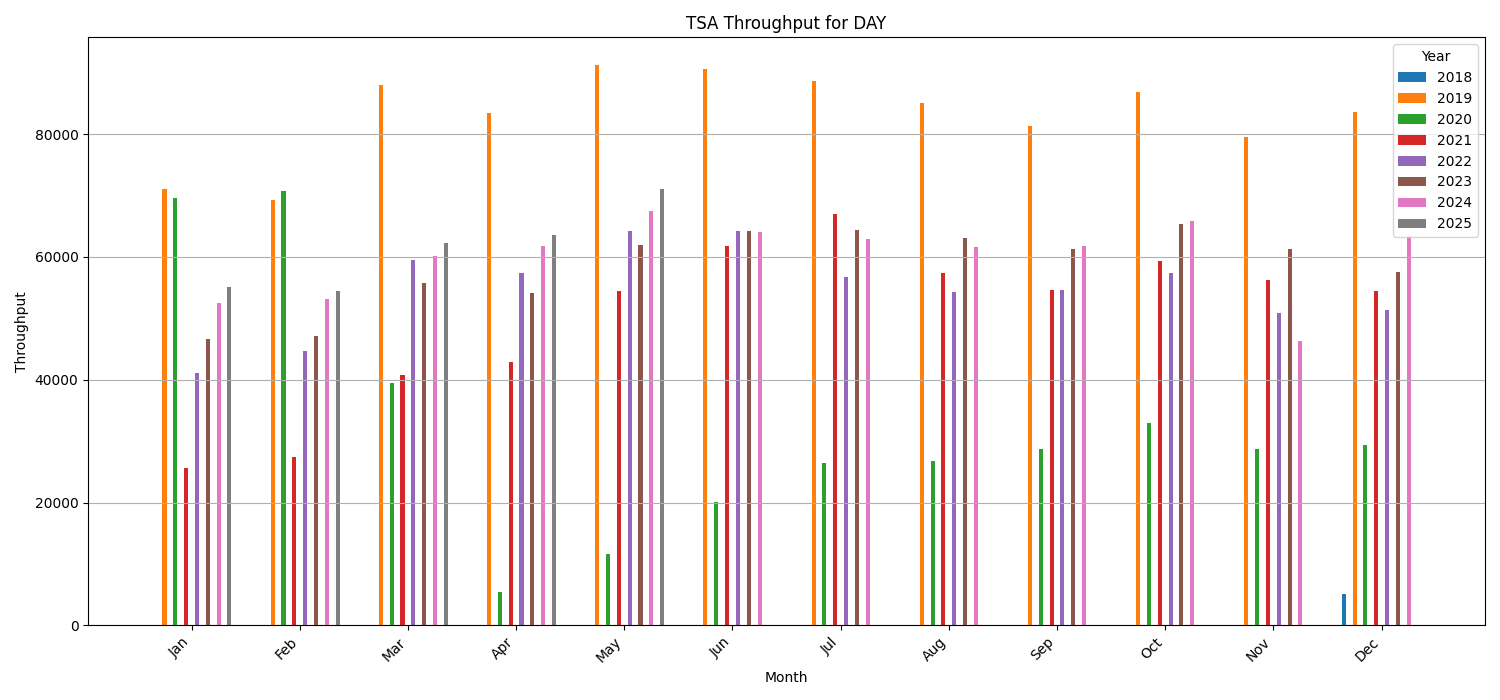 TSA Throughput for DAY
Throughput
80000
60000
40000
20000
0
Jan
Feb
Mar
Apr
May
Jun
Jul
Aug
Sep
Oct
Nov
Dec
Month
Year
2018
2019
2020
2021
2022
2023
2024
2025